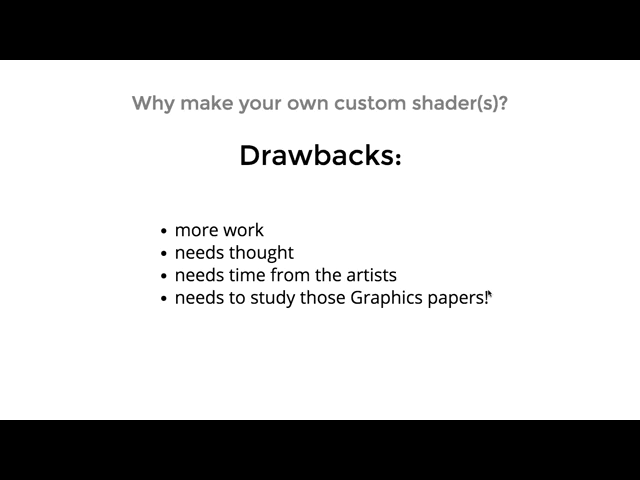 Why make your own custom shader(s)?
Drawbacks:
• more work
• needs thought
• needs time from the artists
• needs to study those Graphics papers!